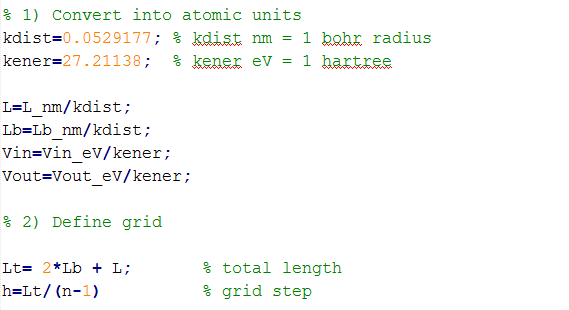 % 1) Convert into atomic units
kdist=0.0529177; % kdist nm = 1 bohr radius
kener=27.21138;  % kener eV = 1 hartree
L=L_nm/kdist;
Lb=Lb_nm/kdist;
Vin=Vin_eV/kener;
Vout=Vout_eV/kener;
% 2) Define grid
Lt= 2*Lb + L;       % total length
h=Lt/(n-1)          % grid step